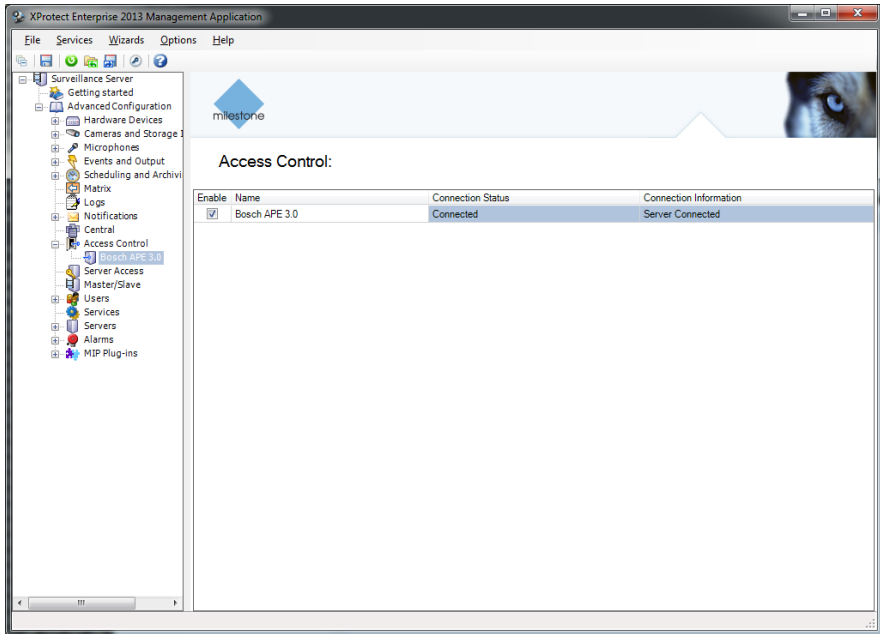 XProtect Enterprise 2013 Management Application
File Services Wizards Options Help
Surveillance Server
Getting started
Advanced Configuration
Hardware Devices
Cameras and Storage I
Microphones
Events and Output
Scheduling and Archivi
Matrix
Logs
Notifications
Central
Access Control
Bosch APE 3.0
Server Access
Master/Slave
Users
Services
Servers
Alarms
MIP Plug-ins
milestone
Access Control:
Enable Name Connection Status Connection Information
Bosch APE 3.0 Connected Server Connected